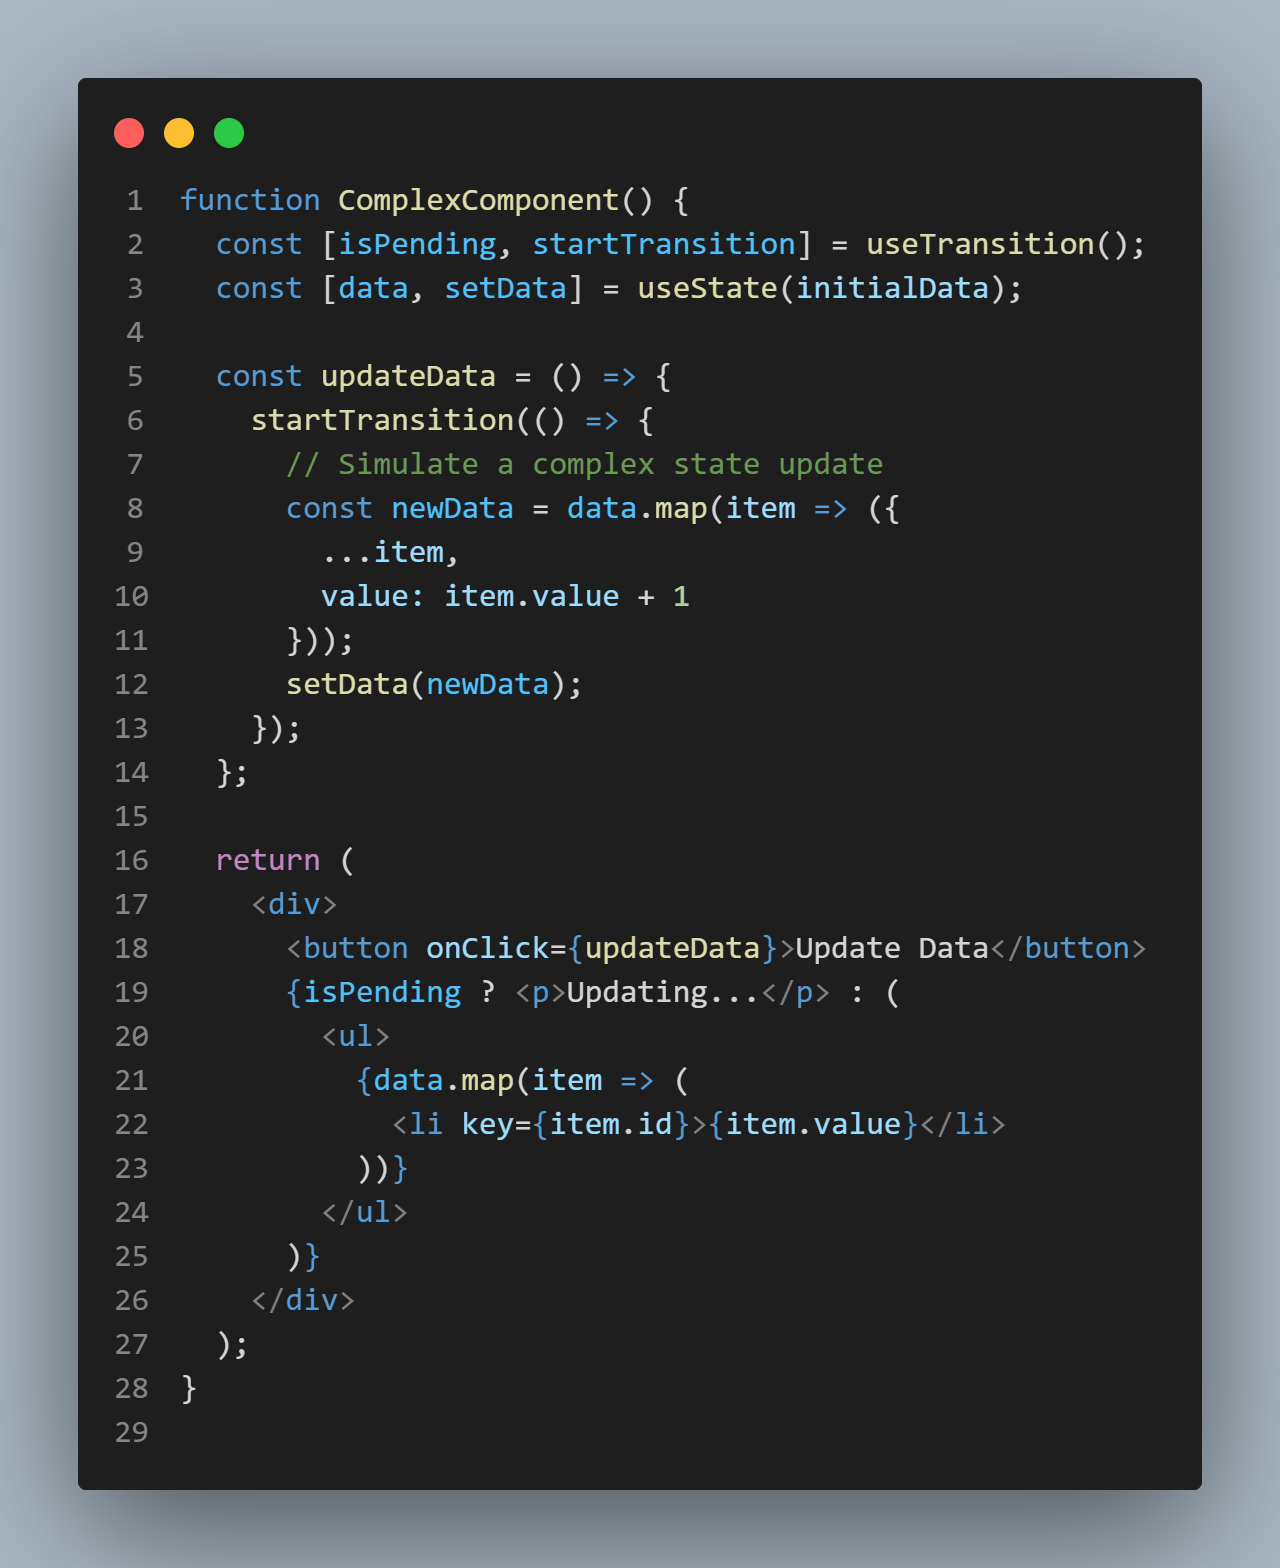 1 function ComplexComponent() {
2   const [isPending, startTransition] = useTransition();
3   const [data, setData] = useState(initialData);
4
5   const updateData = () => {
6     startTransition(() => {
7       // Simulate a complex state update
8       const newData = data.map(item => ({
9         ...item,
10         value: item.value + 1
11       }));
12       setData(newData);
13     });
14   };
15
16   return (
17     <div>
18       <button onClick={updateData}>Update Data</button>
19       {isPending ? <p>Updating...</p> : (
20         <ul>
21           {data.map(item => (
22             <li key={item.id}>{item.value}</li>
23           ))}
24         </ul>
25       )}
26     </div>
27   );
28 }
29